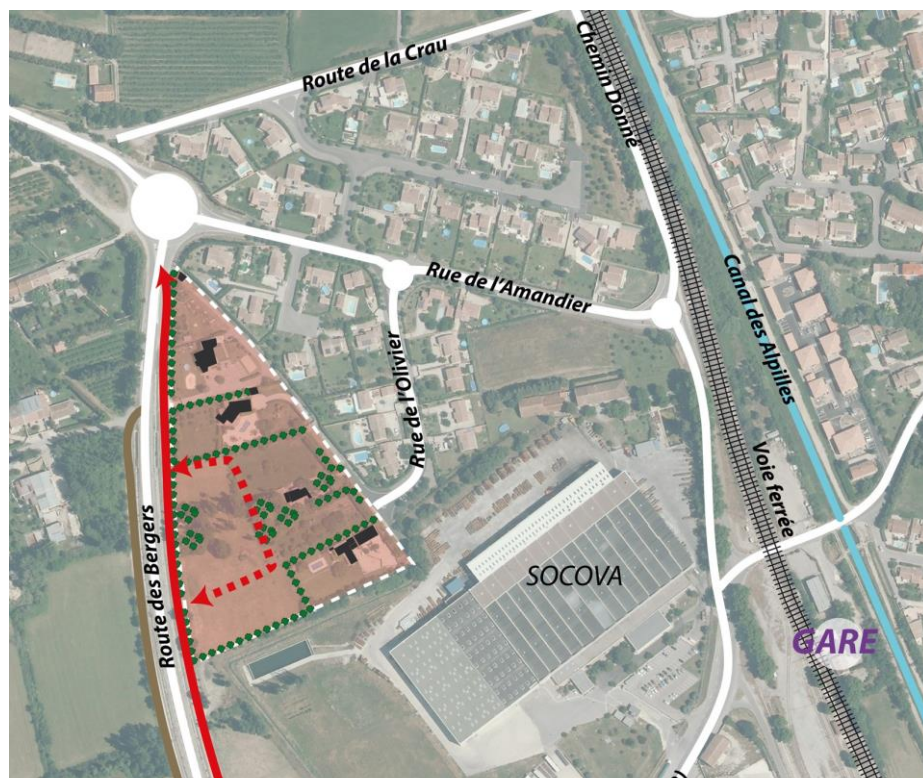 Route de la Crau
Chemin Donné
Rue de l'Amandier
Canal des Alpilles
Rue de l'Olivier
Voie ferrée
Route des Bergers
SOCOVA
GARE